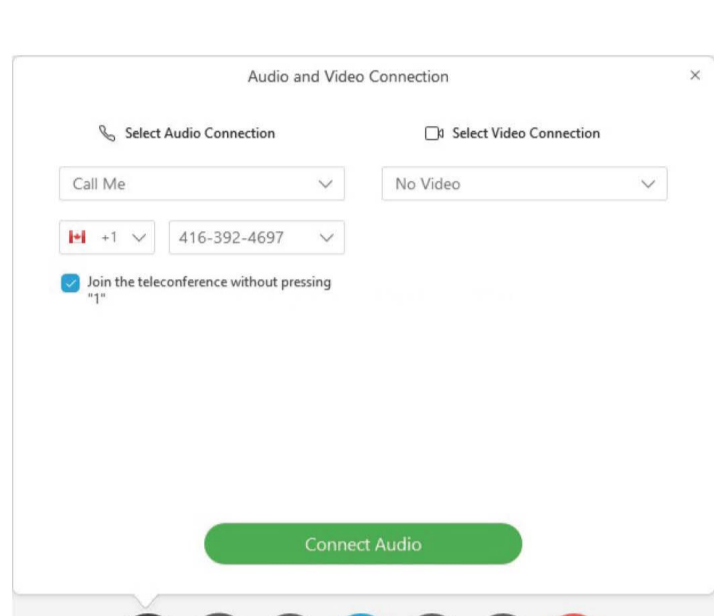 Audio and Video Connection
Select Audio Connection
Select Video Connection
Call Me
No Video
+1
416-392-4697
Join the teleconference without pressing
"1"
Connect Audio